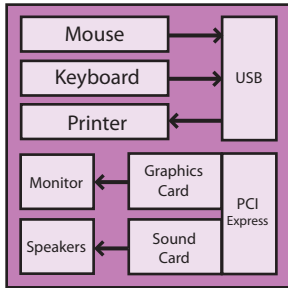 Mouse
Keyboard
USB
Printer
Monitor
Graphics
Card
PCI
Express
Speakers
Sound
Card